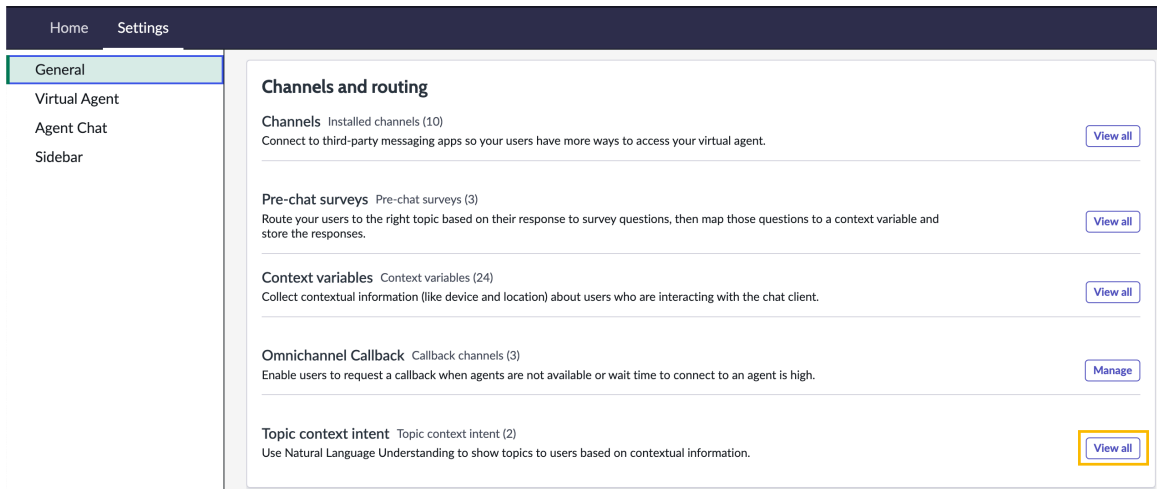 Home Settings
General
Virtual Agent
Agent Chat
Sidebar
Channels and routing
Channels Installed channels (10)
Connect to third-party messaging apps so your users have more ways to access your virtual agent.
View all
Pre-chat surveys Pre-chat surveys (3)
Route your users to the right topic based on their response to survey questions, then map those questions to a context variable and
store the responses.
View all
Context variables Context variables (24)
Collect contextual information (like device and location) about users who are interacting with the chat client.
View all
Omnichannel Callback Callback channels (3)
Enable users to request a callback when agents are not available or wait time to connect to an agent is high.
Manage
Topic context intent Topic context intent (2)
Use Natural Language Understanding to show topics to users based on contextual information.
View all